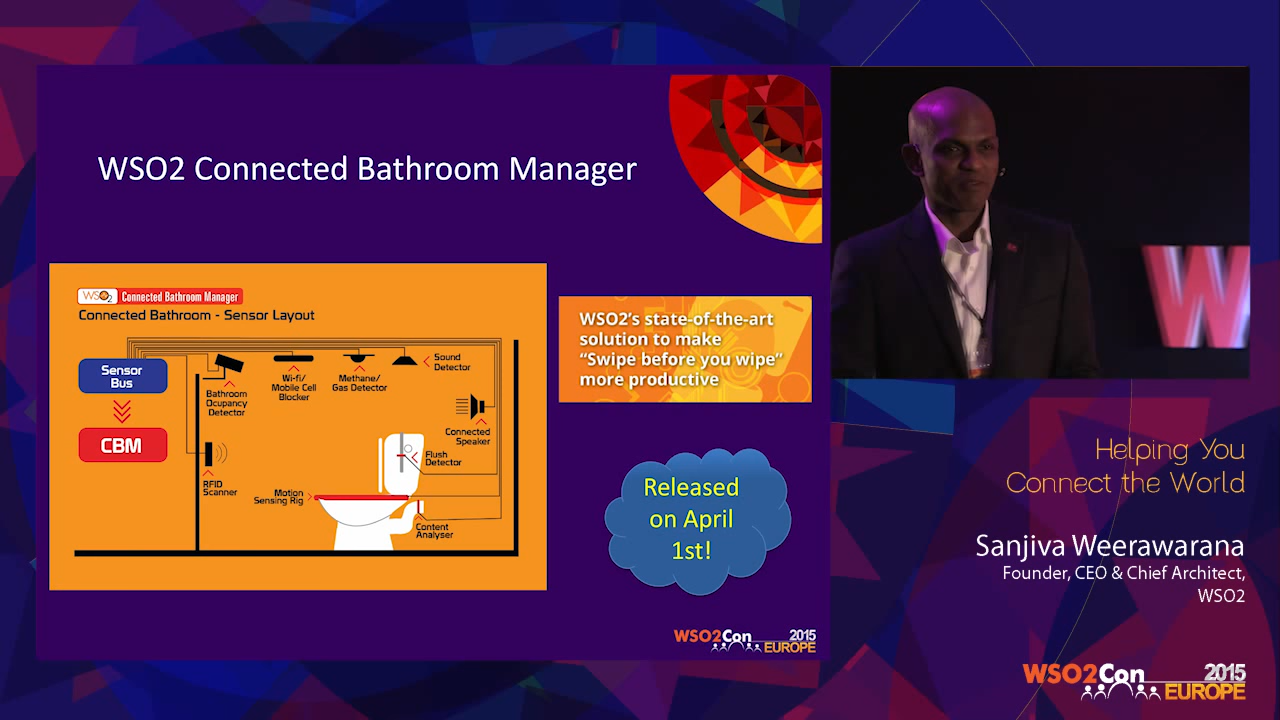 WSO2 Connected Bathroom Manager
WSO2 Connected Bathroom Manager
Connected Bathroom - Sensor Layout
Sensor
Bus
CBM
Bathroom
Ocupancy
Detector
Wi-fi/
Mobile Cell
Blocker
Methane/
Gas Detector
Sound
Detector
Connected
Speaker
Flush
Detector
RFID
Scanner
Motion
Sensing Rig
Content
Analyser
WSO2's state-of-the-art
solution to make
“Swipe before you wipe”
more productive
Released
on April
1st!
WSO2Con 2015
EUROPE
W
Helping You
Connect the World
Sanjiva Weerawarana
Founder, CEO & Chief Architect,
WSO2
WSO2Con 2015
EUROPE